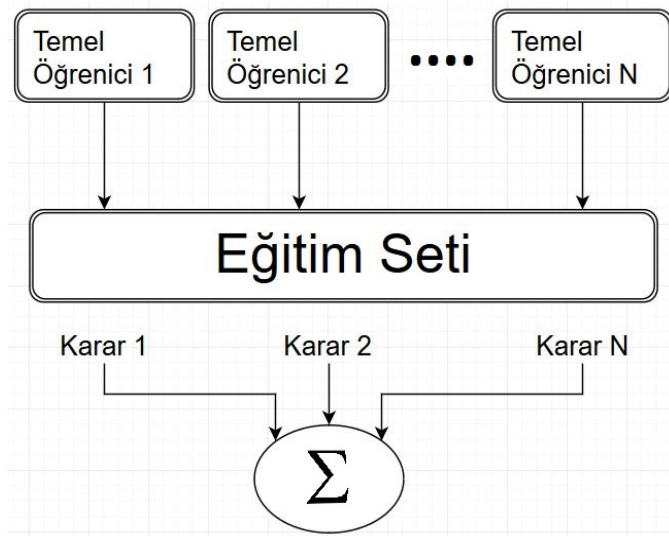 Temel
Öğrenici 1
Temel
Öğrenici 2
....
Temel
Öğrenici N
Eğitim Seti
Karar 1
Karar 2
Karar N
Σ